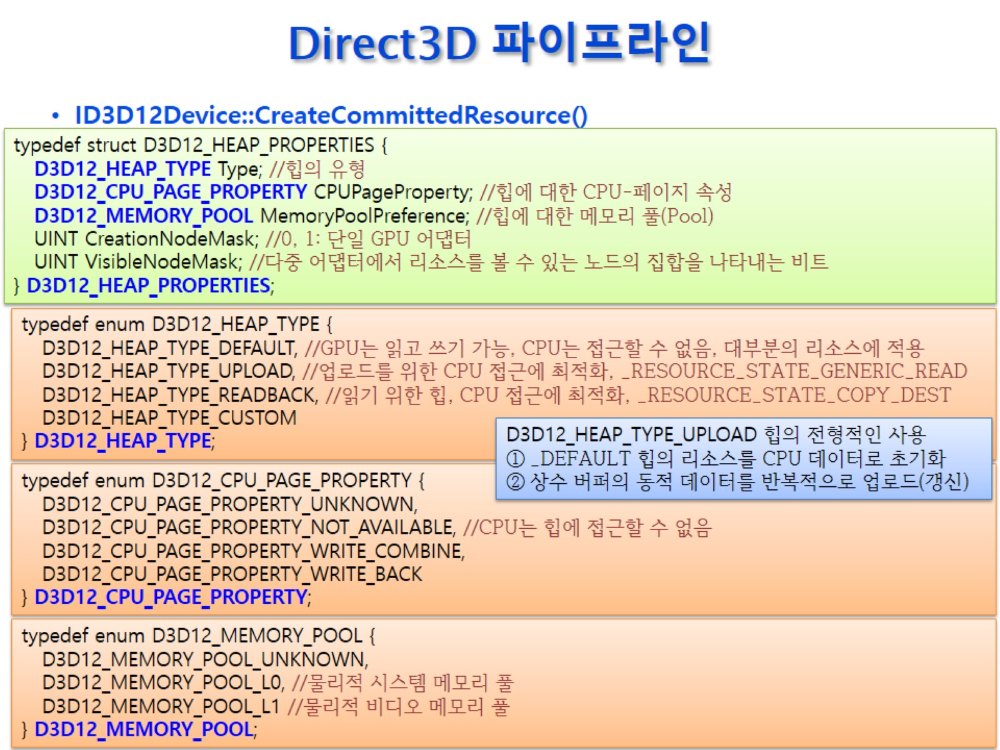 Direct3D 파이프라인
• ID3D12Device::CreateCommittedResource()
typedef struct D3D12_HEAP_PROPERTIES {
D3D12_HEAP_TYPE Type; //힙의 유형
D3D12_CPU_PAGE_PROPERTY CPUPageProperty; //힙에 대한 CPU-페이지 속성
D3D12_MEMORY_POOL MemoryPoolPreference; //힙에 대한 메모리 풀(Pool)
UINT CreationNodeMask; //0, 1: 단일 GPU 어댑터
UINT VisibleNodeMask; //다중 어댑터에서 리소스를 볼 수 있는 노드의 집합을 나타내는 비트
} D3D12_HEAP_PROPERTIES;
typedef enum D3D12_HEAP_TYPE {
D3D12_HEAP_TYPE_DEFAULT, //GPU는 읽고 쓰기 가능, CPU는 접근할 수 없음, 대부분의 리소스에 적용
D3D12_HEAP_TYPE_UPLOAD, //업로드를 위한 CPU 접근에 최적화, _RESOURCE_STATE_GENERIC_READ
D3D12_HEAP_TYPE_READBACK, //읽기 위한 힙, CPU 접근에 최적화, _RESOURCE_STATE_COPY_DEST
D3D12_HEAP_TYPE_CUSTOM
} D3D12_HEAP_TYPE;
D3D12_HEAP_TYPE_UPLOAD 힙의 전형적인 사용
① _DEFAULT 힙의 리소스를 CPU 데이터로 초기화
② 상수 버퍼의 동적 데이터를 반복적으로 업로드(갱신)
typedef enum D3D12_CPU_PAGE_PROPERTY {
D3D12_CPU_PAGE_PROPERTY_UNKNOWN,
D3D12_CPU_PAGE_PROPERTY_NOT_AVAILABLE, //CPU는 힙에 접근할 수 없음
D3D12_CPU_PAGE_PROPERTY_WRITE_COMBINE,
D3D12_CPU_PAGE_PROPERTY_WRITE_BACK
} D3D12_CPU_PAGE_PROPERTY;
typedef enum D3D12_MEMORY_POOL {
D3D12_MEMORY_POOL_UNKNOWN,
D3D12_MEMORY_POOL_L0, //물리적 시스템 메모리 풀
D3D12_MEMORY_POOL_L1 //물리적 비디오 메모리 풀
} D3D12_MEMORY_POOL;